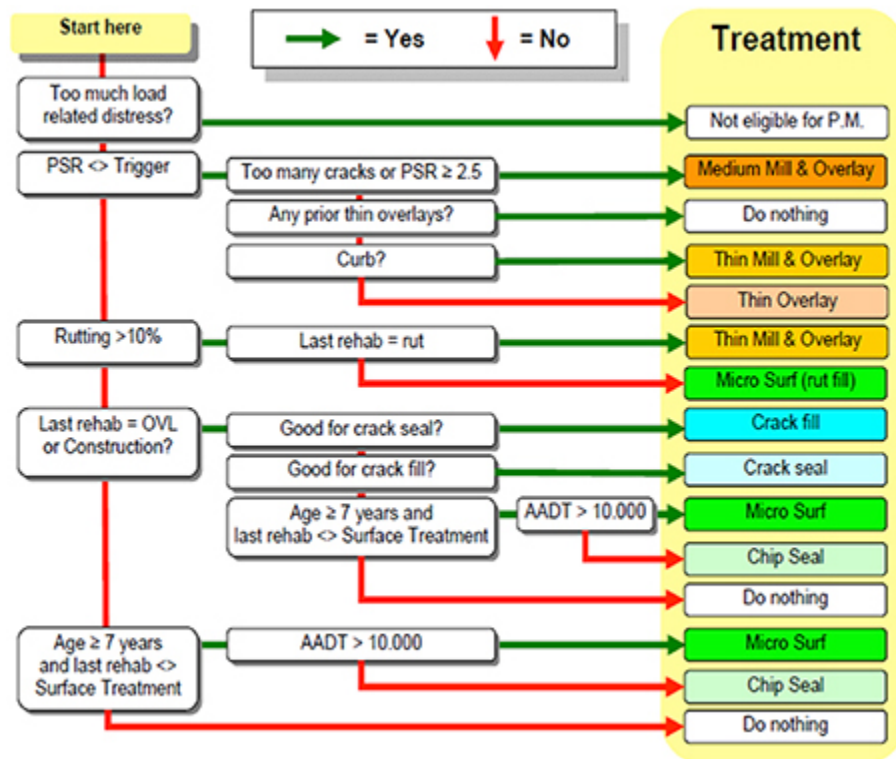 Start here
= Yes
= No
Treatment
Too much load
related distress?
Not eligible for P.M.
PSR <> Trigger
Too many cracks or PSR ≥ 2.5
Medium Mill & Overlay
Any prior thin overlays?
Do nothing
Curb?
Thin Mill & Overlay
Thin Overlay
Rutting >10%
Last rehab = rut
Thin Mill & Overlay
Micro Surf (rut fill)
Last rehab = OVL
or Construction?
Good for crack seal?
Crack fill
Good for crack fill?
Crack seal
Age ≥ 7 years and
last rehab <> Surface Treatment
AADT > 10.000
Micro Surf
Chip Seal
Do nothing
Age ≥ 7 years
and last rehab <>
Surface Treatment
AADT > 10.000
Micro Surf
Chip Seal
Do nothing